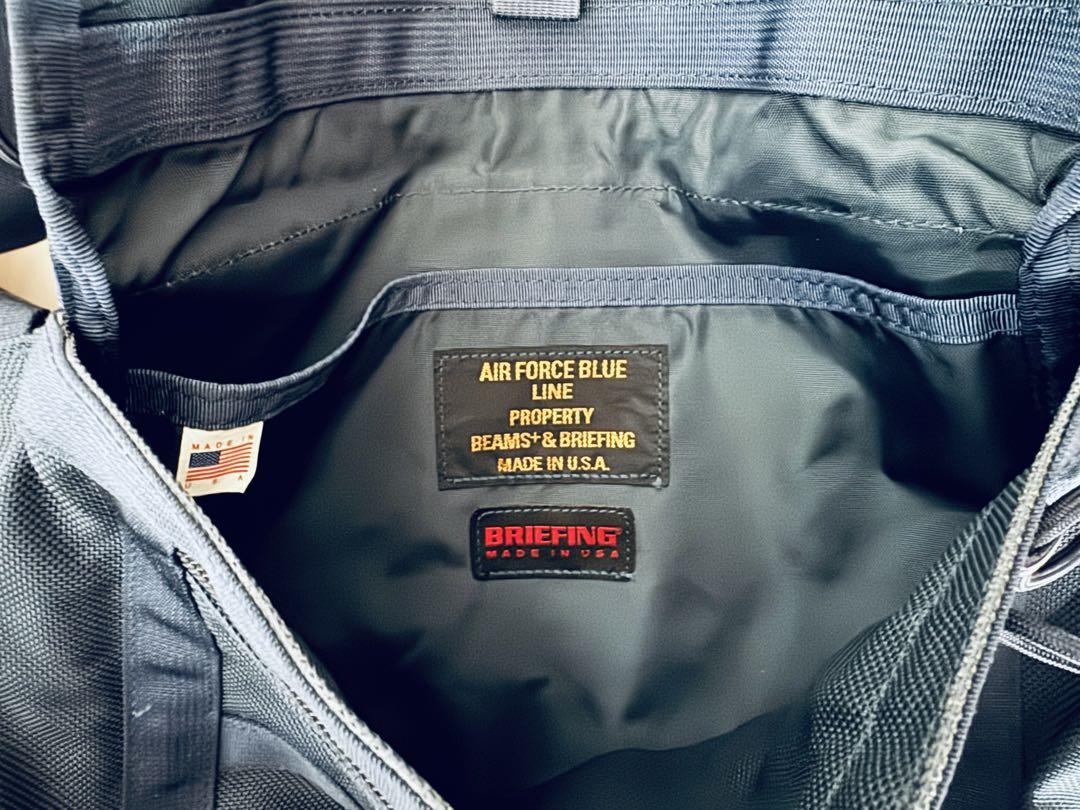 AIR FORCE BLUE
LINE
PROPERTY
BEAMS+ & BRIEFING
MADE IN U.S.A.
MADE IN
U.S.A
BRIEFING
MADE IN USA